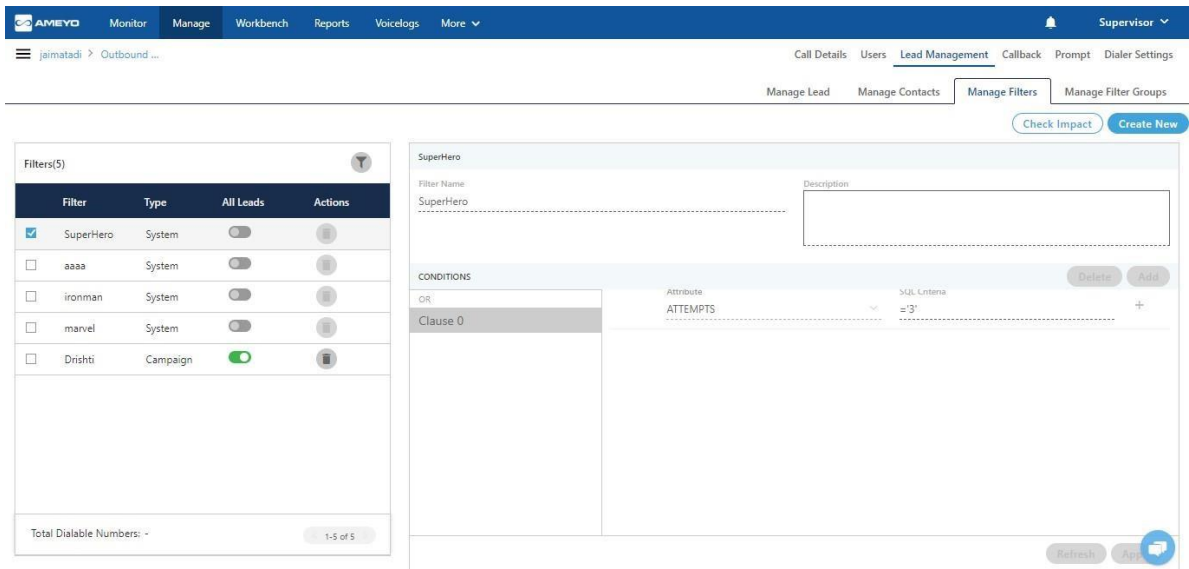 AMEYO Monitor Manage Workbench Reports Voicelogs More Supervisor
jaimatadi > Outbound ... Call Details Users Lead Management Callback Prompt Dialer Settings
Manage Lead Manage Contacts Manage Filters Manage Filter Groups
Check Impact Create New
Filters(5)
Filter Type All Leads Actions
SuperHero System
aaaa System
ironman System
marvel System
Drishti Campaign
Total Dialable Numbers: - 1-5 of 5
SuperHero
Filter Name Description
SuperHero
CONDITIONS Delete Add
OR Attribute SQL Criteria
Clause 0 ATTEMPTS ='3' +
Refresh